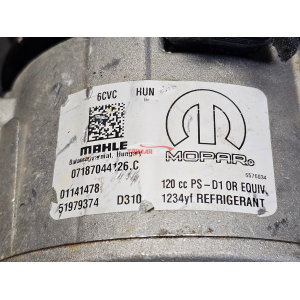 6CVC HUN
MAHLE
07187044126.C
MOPAR®
01141478
51979374 D310
120 cc PS-D1 OR EQUIV.
1234yf REFRIGERANT